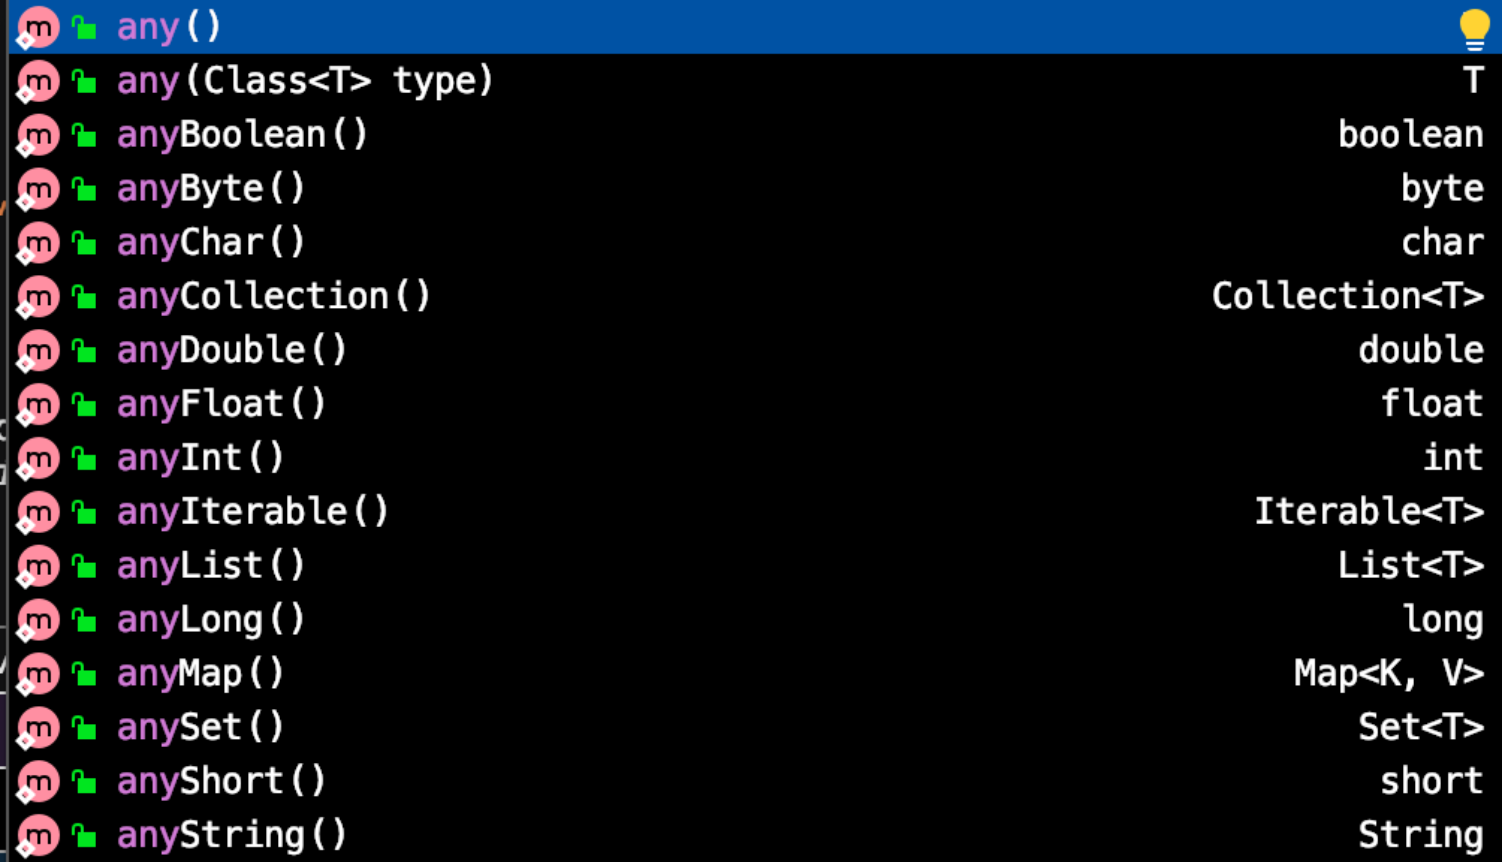 m any()
m any(Class<T> type) T
m anyBoolean() boolean
m anyByte() byte
m anyChar() char
m anyCollection() Collection<T>
m anyDouble() double
m anyFloat() float
m anyInt() int
m anyIterable() Iterable<T>
m anyList() List<T>
m anyLong() long
m anyMap() Map<K, V>
m anySet() Set<T>
m anyShort() short
m anyString() String